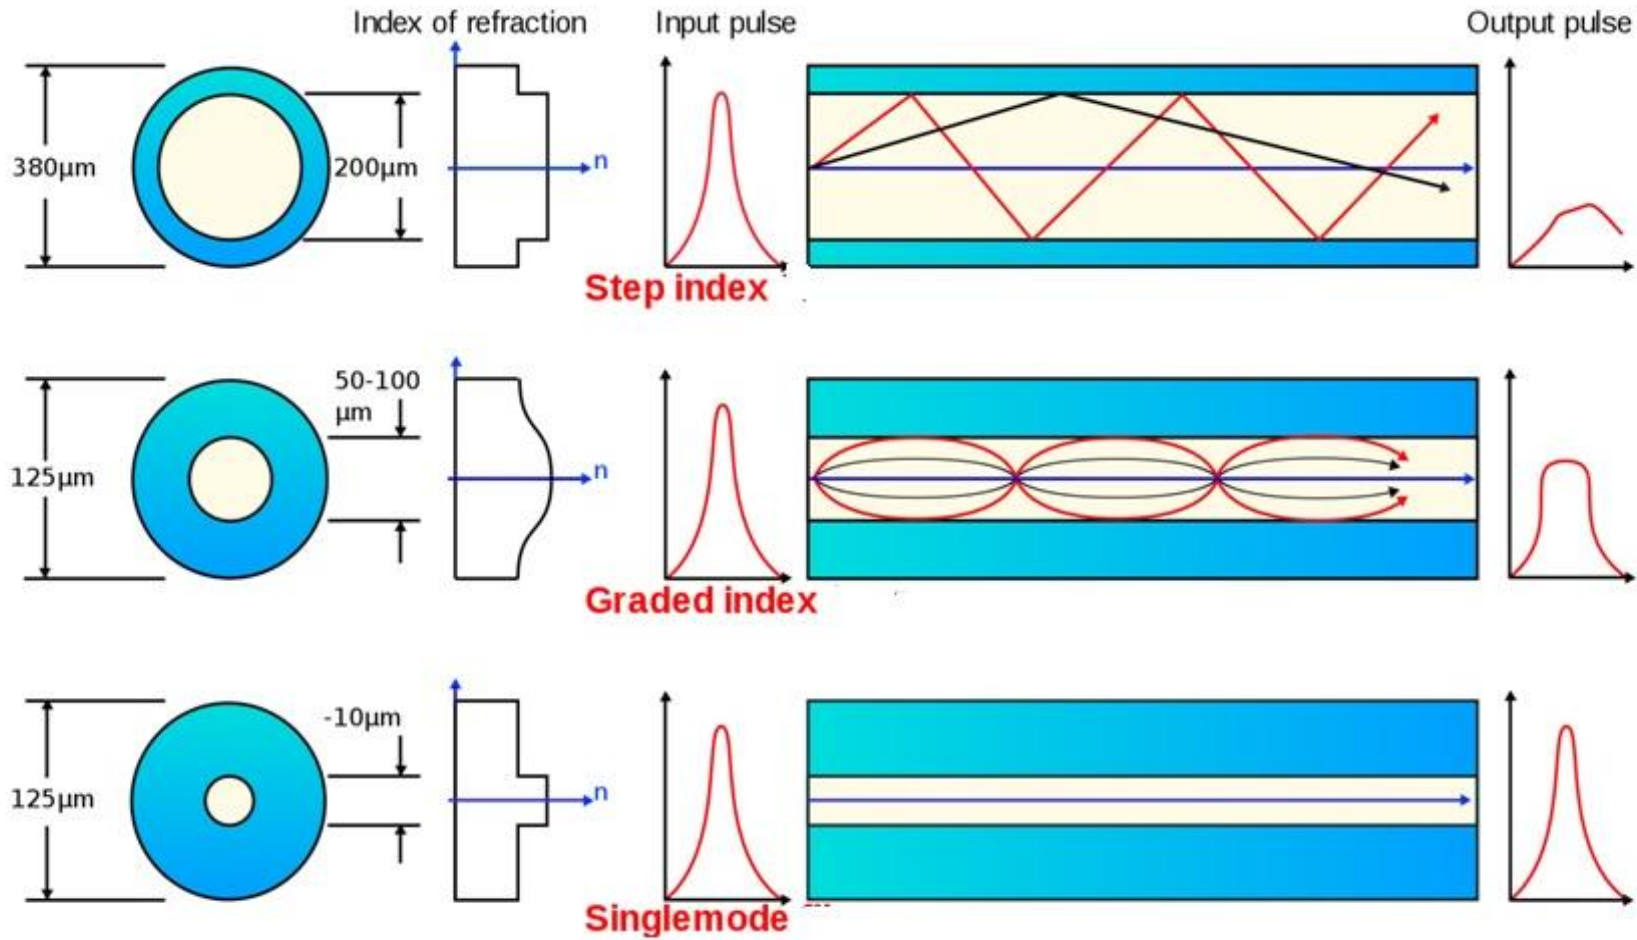 Index of refraction
Input pulse
Output pulse
380µm
200µm
n
Step index
50-100
µm
125µm
n
Graded index
-10µm
125µm
n
Singlemode